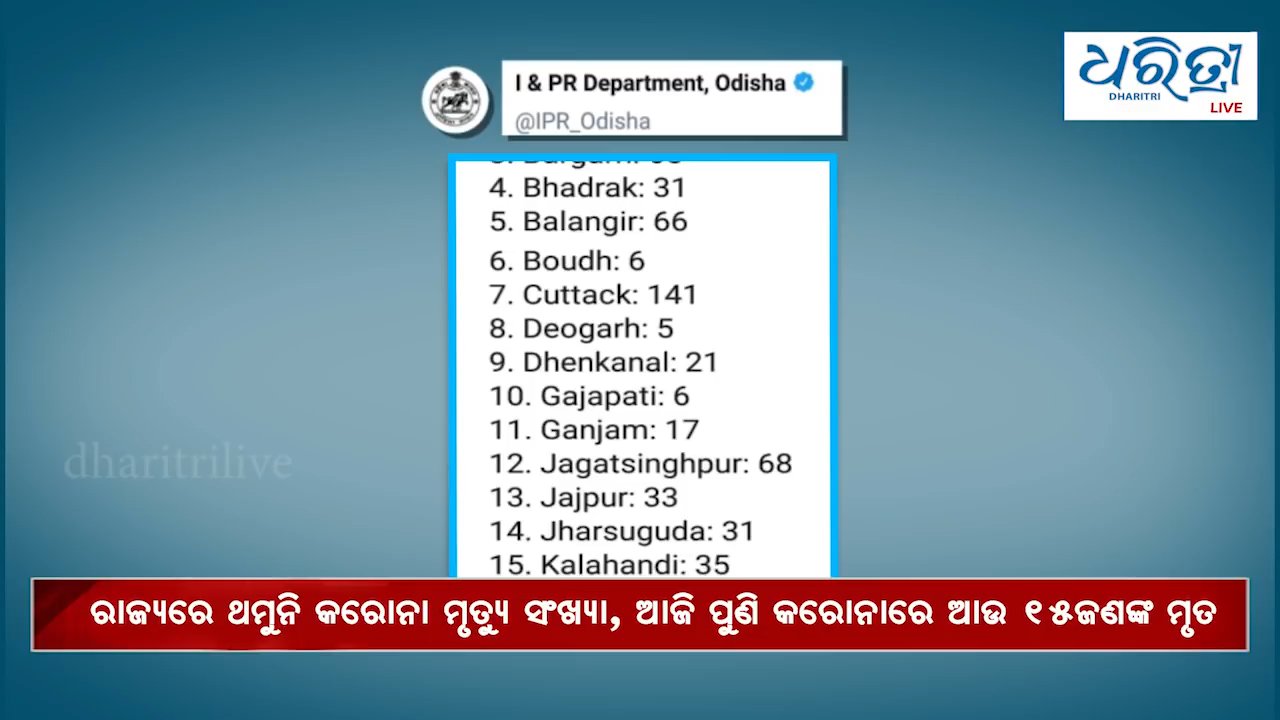 I & PR Department, Odisha
@IPR_Odisha
ଧରିତ୍ରୀ
DHARITRI
LIVE
4. Bhadrak: 31
5. Balangir: 66
6. Boudh: 6
7. Cuttack: 141
8. Deogarh: 5
9. Dhenkanal: 21
10. Gajapati: 6
11. Ganjam: 17
12. Jagatsinghpur: 68
13. Jajpur: 33
14. Jharsuguda: 31
15. Kalahandi: 35
dharitrilive
ରାଜ୍ୟରେ ଥମୁନି କରୋନା ମୃତ୍ୟୁ ସଂଖ୍ୟା, ଆଜି ପୁଣି କରୋନାରେ ଆଉ ୧୫ଜଣଙ୍କ ମୃତ